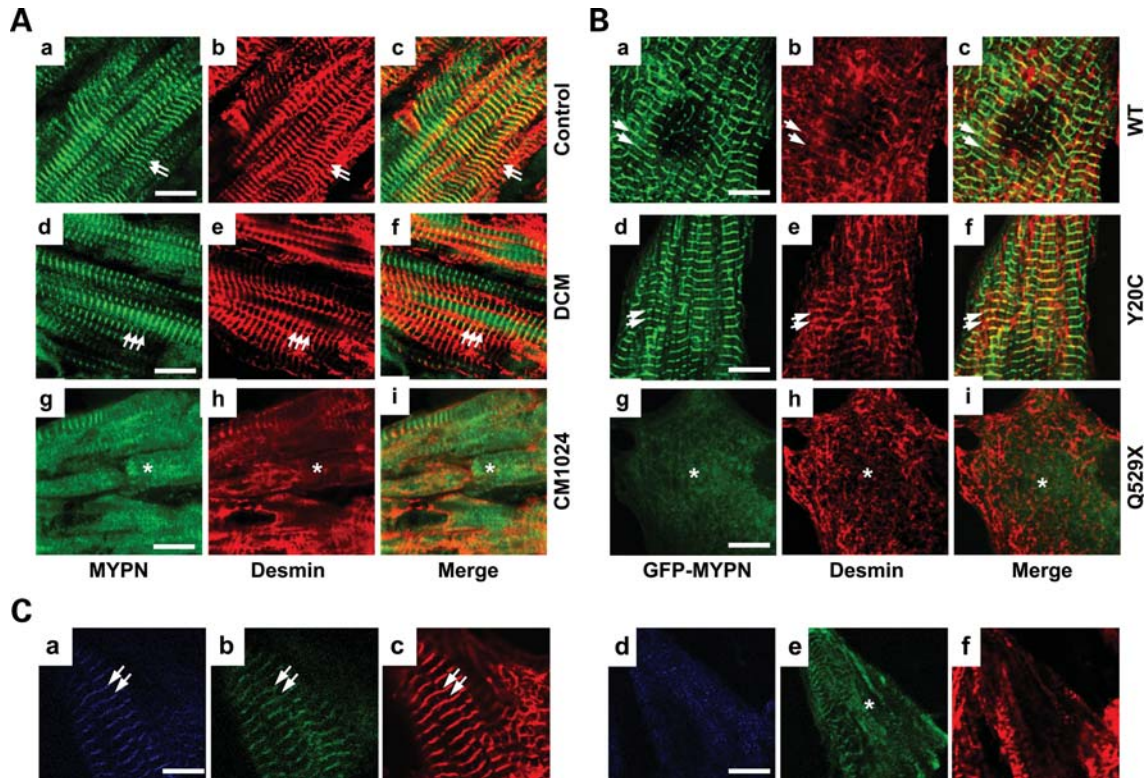 A
B
a
b
c
Control
a
b
c
WT
d
e
f
DCM
d
e
f
Y20C
g
h
i
CM1024
g
h
i
Q529X
MYPN
Desmin
Merge
GFP-MYPN
Desmin
Merge
C
a
b
c
d
e
f